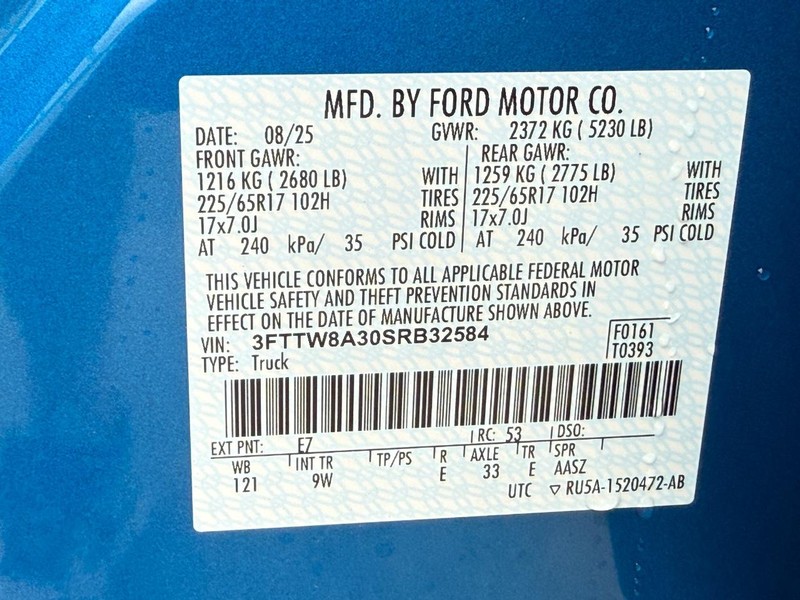 MFD. BY FORD MOTOR CO.
DATE: 08/25 GVWR: 2372 KG ( 5230 LB)
FRONT GAWR: REAR GAWR:
1216 KG ( 2680 LB) WITH 1259 KG ( 2775 LB) WITH
225/65R17 102H TIRES 225/65R17 102H TIRES
17x7.0J RIMS 17x7.0J RIMS
AT 240 kPa/ 35 PSI COLD AT 240 kPa/ 35 PSI COLD
THIS VEHICLE CONFORMS TO ALL APPLICABLE FEDERAL MOTOR
VEHICLE SAFETY AND THEFT PREVENTION STANDARDS IN
EFFECT ON THE DATE OF MANUFACTURE SHOWN ABOVE.
VIN: 3FTTW8A30SRB32584 F0161
TYPE: Truck T0393
EXT PNT: EZ RC: 53 DSO:
WB INT TR TP/PS R AXLE TR SPR
121 9W E 33 E AASZ
UTC ▽ RU5A-1520472-AB